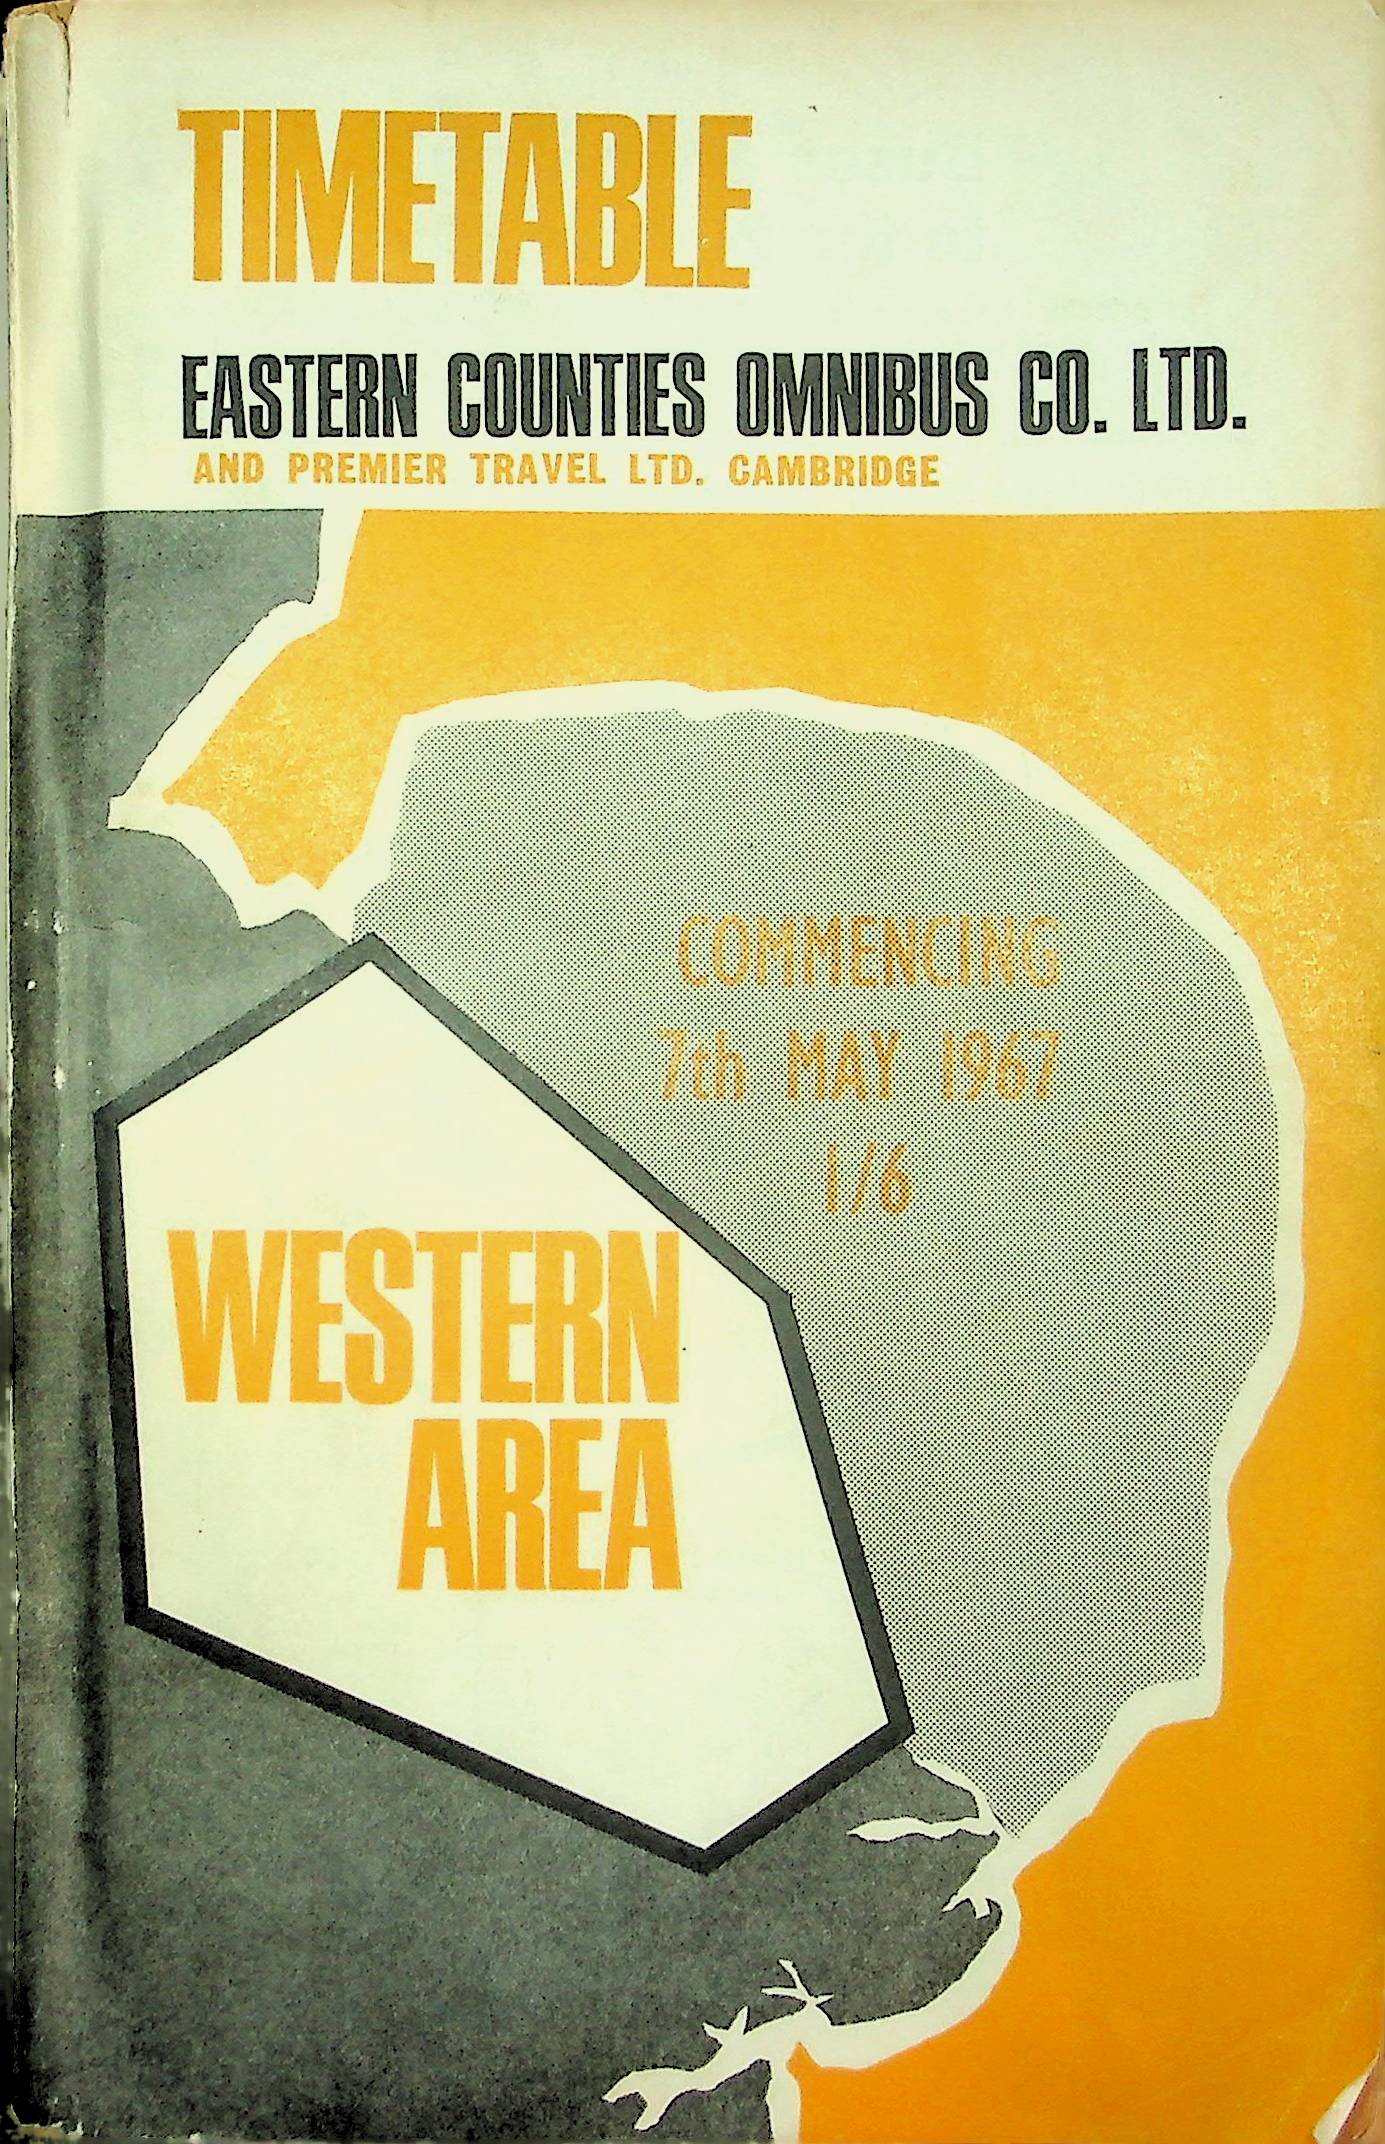 TIMETABLE
EASTERN COUNTIES OMNIBUS CO. LTD.
AND PREMIER TRAVEL LTD. CAMBRIDGE
COMMENCING
7th MAY 1967
1/6
WESTERN
AREA